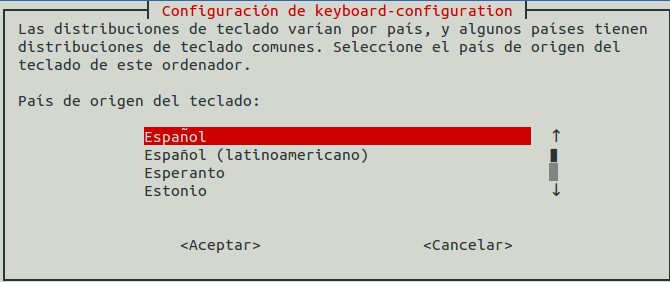 Configuración de keyboard-configuration
Las distribuciones de teclado varían por país, y algunos países tienen
distribuciones de teclado comunes. Seleccione el país de origen del
teclado de este ordenador.
País de origen del teclado:
Español
Español (latinoamericano)
Esperanto
Estonio
<Aceptar> <Cancelar>